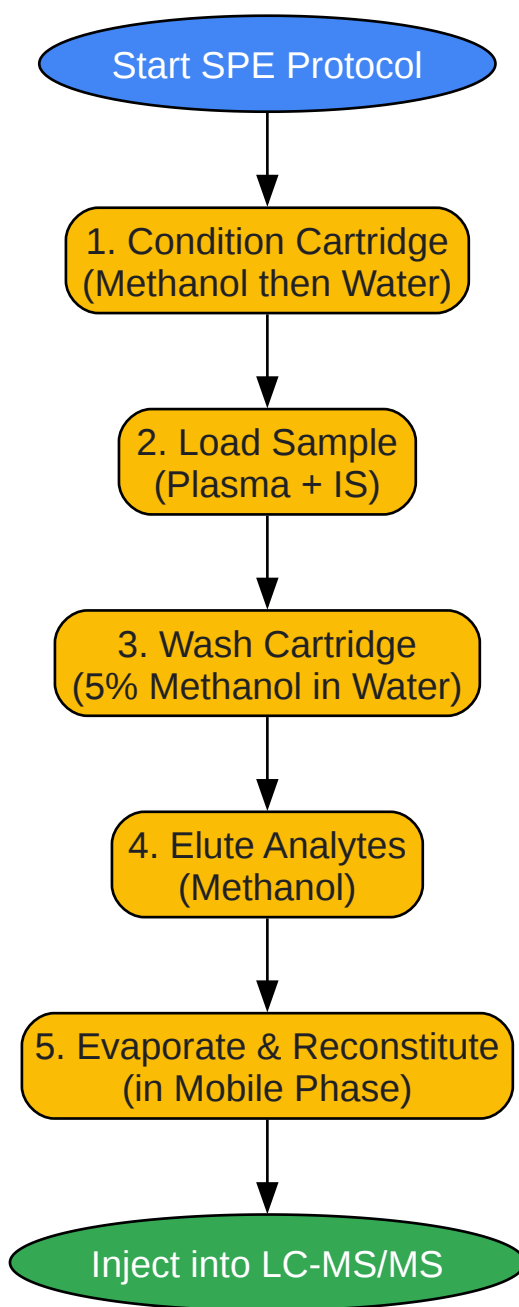 Start SPE Protocol
1. Condition Cartridge
(Methanol then Water)
2. Load Sample
(Plasma + IS)
3. Wash Cartridge
(5% Methanol in Water)
4. Elute Analytes
(Methanol)
5. Evaporate & Reconstitute
(in Mobile Phase)
Inject into LC-MS/MS